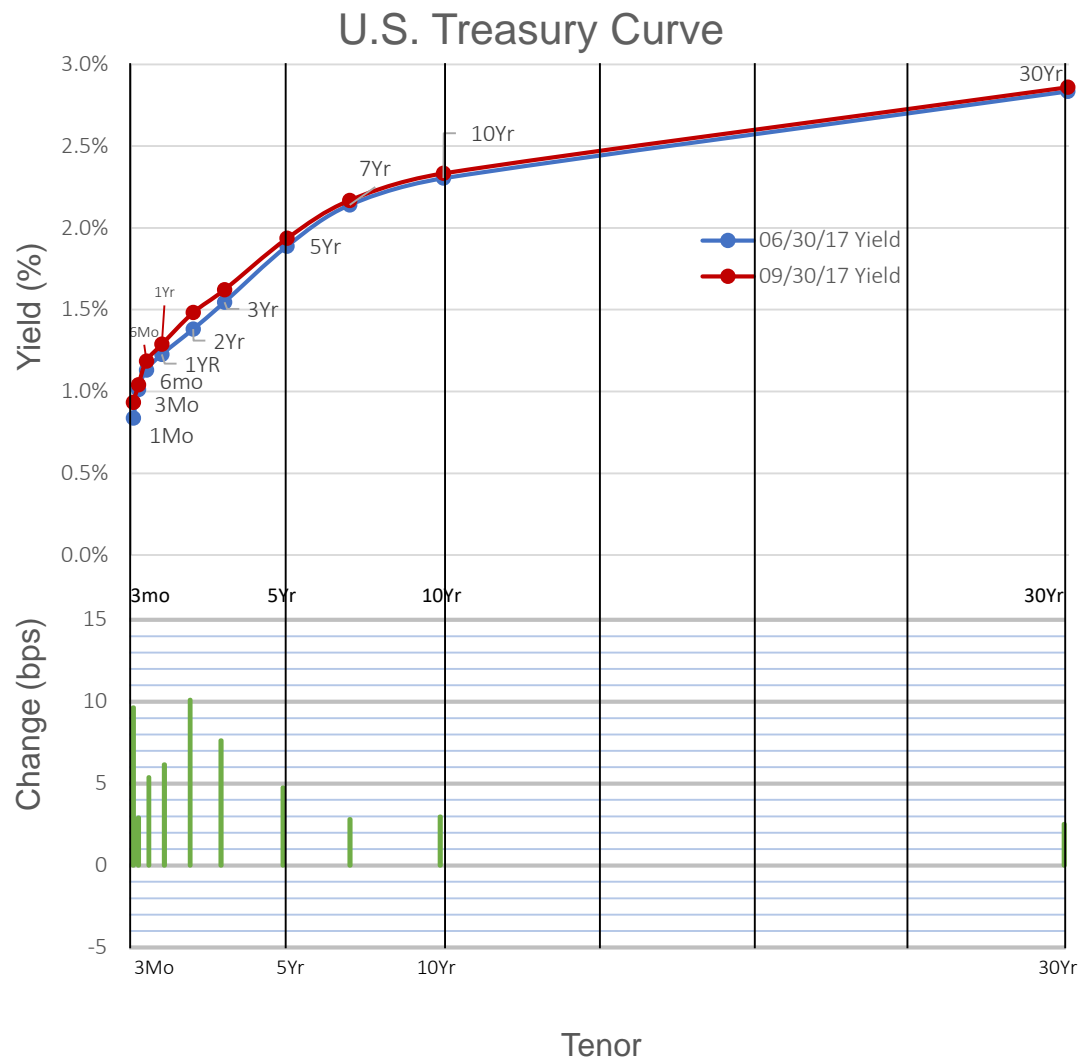 U.S. Treasury Curve
3.0%
30Yr
2.5%
10Yr
7Yr
2.0%
06/30/17 Yield
5Yr
09/30/17 Yield
Yield (%)
1Yr
1.5%
3Yr
6Mo
2Yr
1YR
6mo
1.0%
3Mo
1Mo
0.5%
0.0%
3mo 5Yr 10Yr 30Yr
15
10
Change (bps)
5
0
-5
3Mo 5Yr 10Yr 30Yr
Tenor